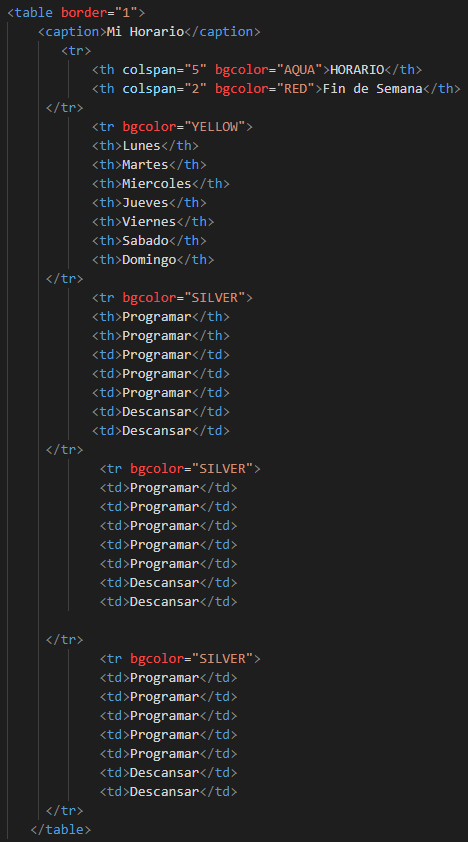 <table border="1">
<caption>Mi Horario</caption>
<tr>
<th colspan="5" bgcolor="AQUA">HORARIO</th>
<th colspan="2" bgcolor="RED">Fin de Semana</th>
</tr>
<tr bgcolor="YELLOW">
<th>Lunes</th>
<th>Martes</th>
<th>Miercoles</th>
<th>Jueves</th>
<th>Viernes</th>
<th>Sabado</th>
<th>Domingo</th>
</tr>
<tr bgcolor="SILVER">
<th>Programar</th>
<th>Programar</th>
<td>Programar</td>
<td>Programar</td>
<td>Programar</td>
<td>Descansar</td>
<td>Descansar</td>
</tr>
<tr bgcolor="SILVER">
<td>Programar</td>
<td>Programar</td>
<td>Programar</td>
<td>Programar</td>
<td>Programar</td>
<td>Descansar</td>
<td>Descansar</td>
</tr>
<tr bgcolor="SILVER">
<td>Programar</td>
<td>Programar</td>
<td>Programar</td>
<td>Programar</td>
<td>Programar</td>
<td>Descansar</td>
<td>Descansar</td>
</tr>
</table>